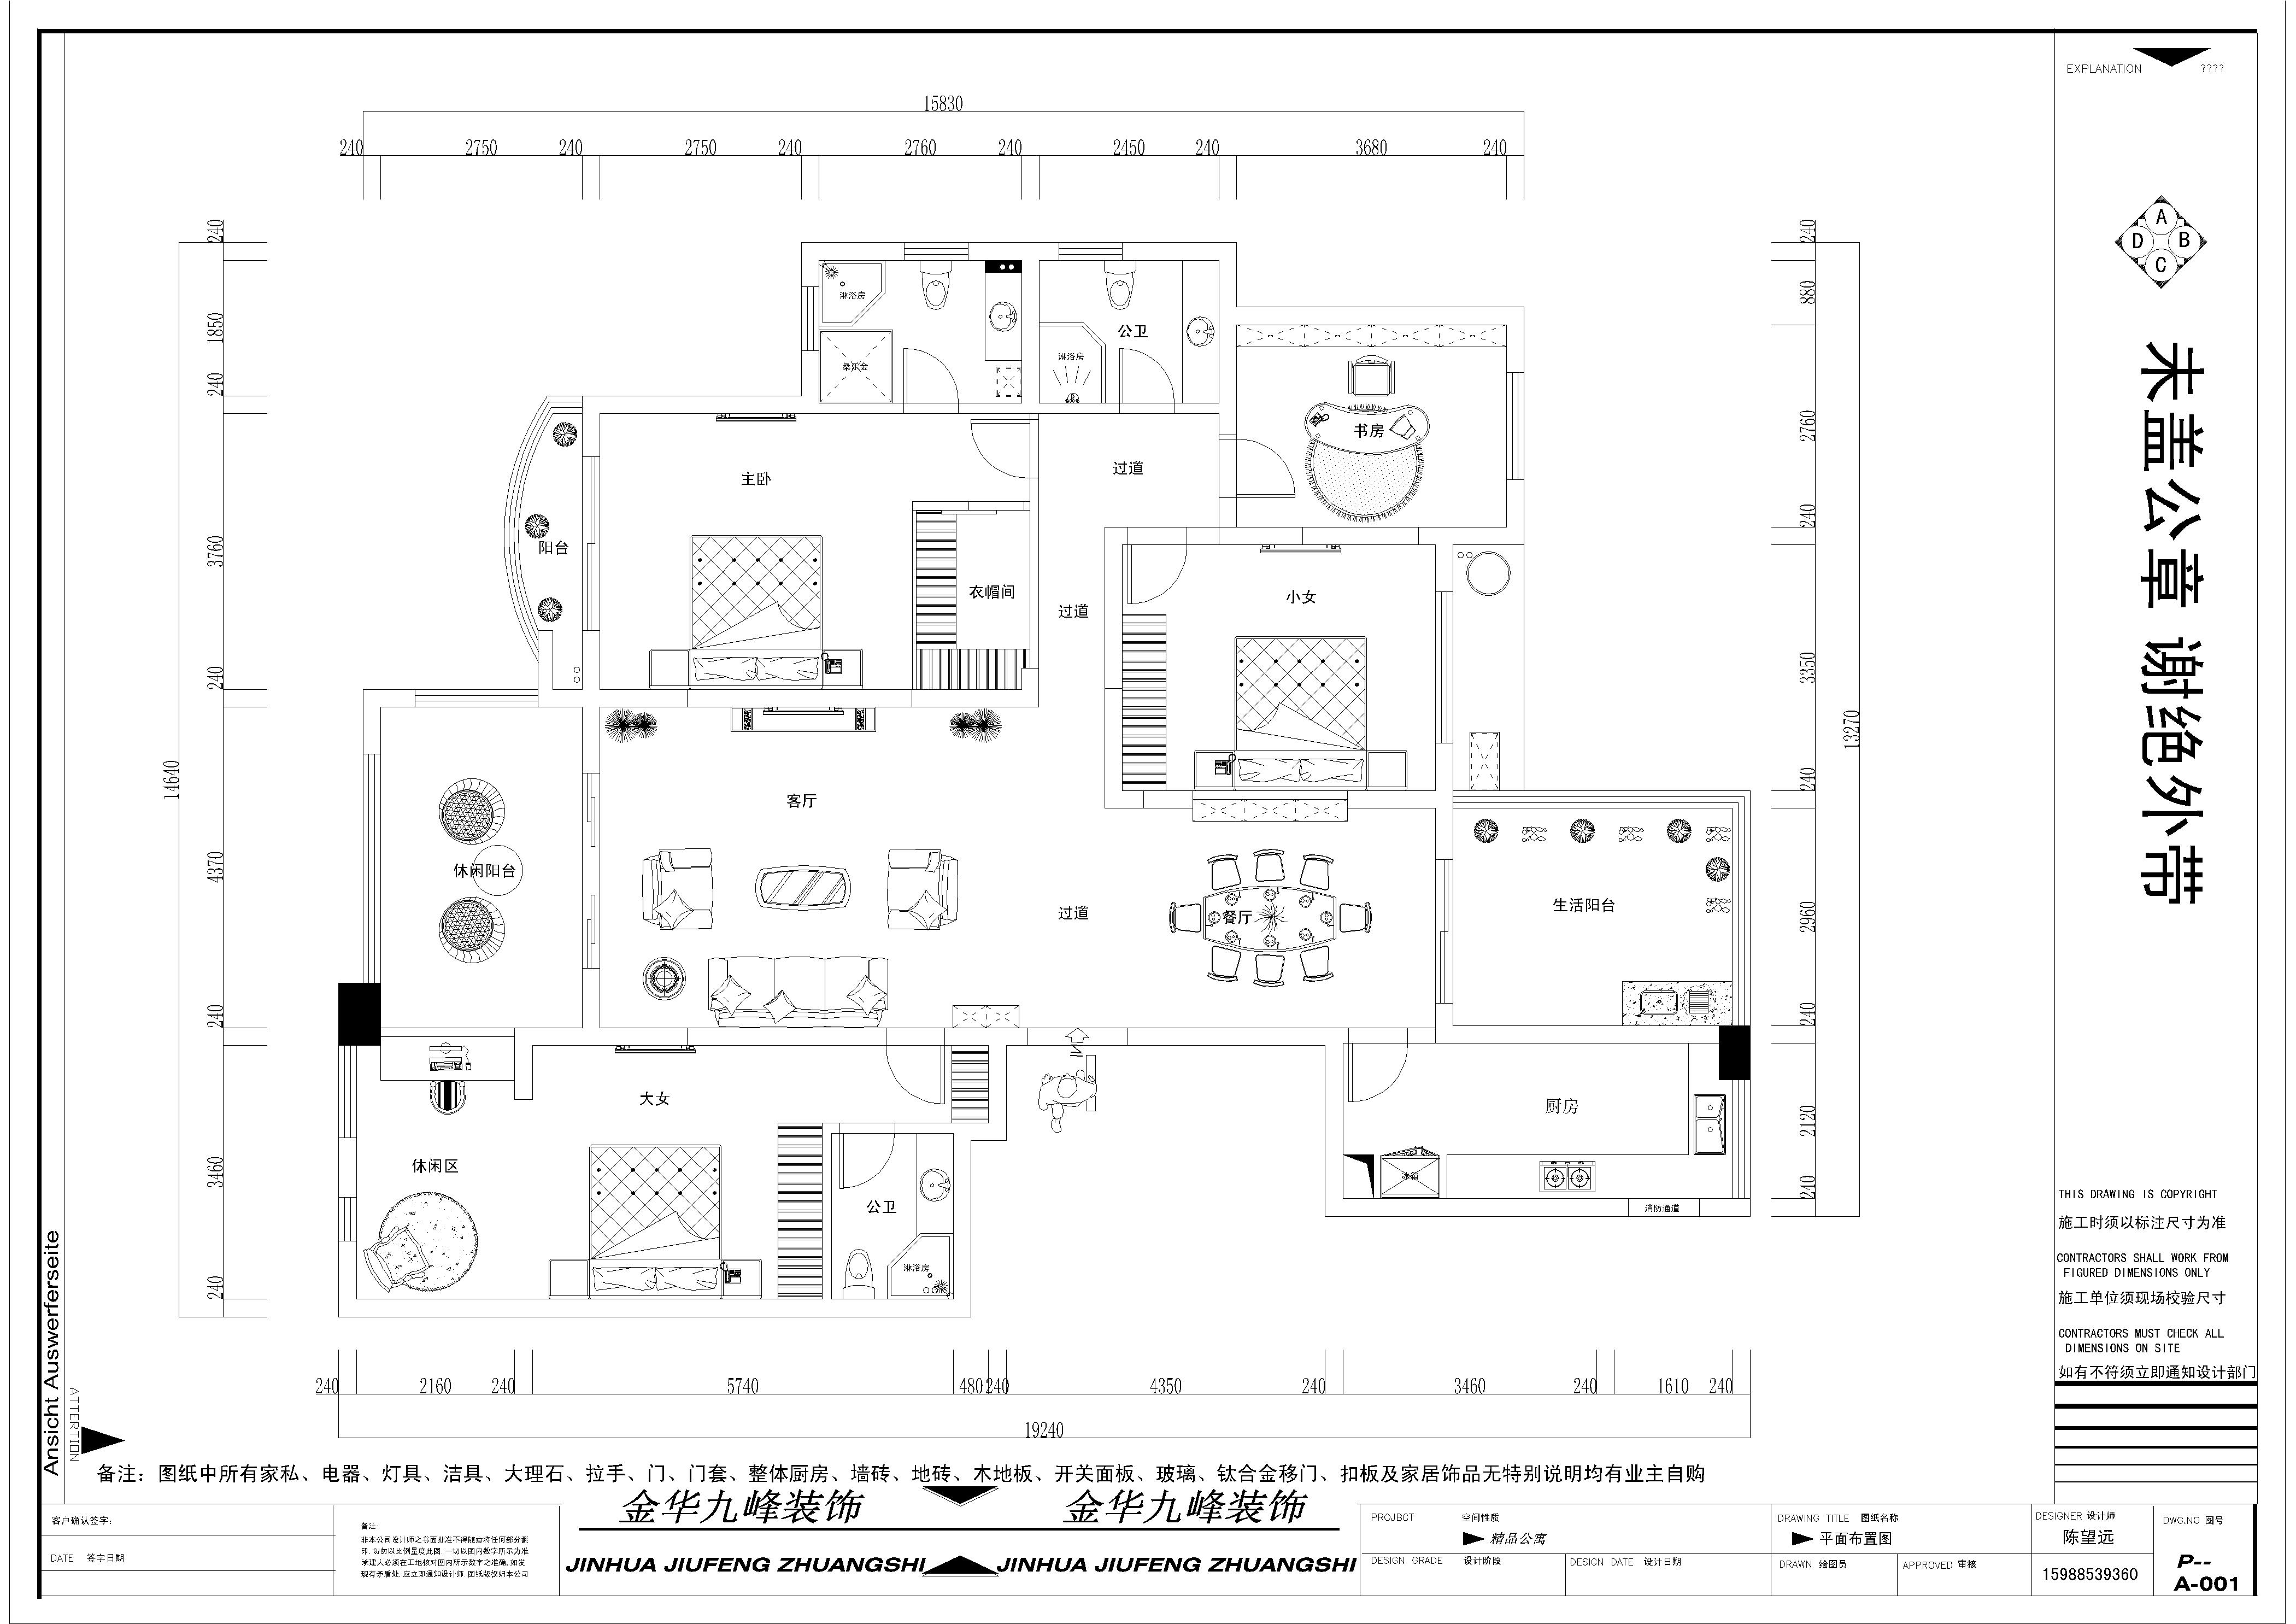 EXPLANATION ????
15830
240 2750 240 2750 240 2760 240 2450 240 3680 240
240
1850
240
3760
240
4370
240
3460
240
14640
240
880
2760
240
3350
240
2960
240
2120
240
13270
A
D B
C
未盖公章 谢绝外带
淋浴房
桑乐金
公卫
淋浴房
书房
主卧
过道
阳台
衣帽间
过道
小女
客厅
休闲阳台
过道
餐厅
生活阳台
IN
大女
厨房
休闲区
冰箱
公卫
消防通道
淋浴房
240 2160 240 5740 480 240 4350 240 3460 240 1610 240
19240
THIS DRAWING IS COPYRIGHT
施工时须以标注尺寸为准
CONTRACTORS SHALL WORK FROM
FIGURED DIMENSIONS ONLY
施工单位须现场校验尺寸
CONTRACTORS MUST CHECK ALL
DIMENSIONS ON SITE
如有不符须立即通知设计部门
Ansicht Auswerferseite
ATTERTION
备注：图纸中所有家私、电器、灯具、洁具、大理石、拉手、门、门套、整体厨房、墙砖、地砖、木地板、开关面板、玻璃、钛合金移门、扣板及家居饰品无特别说明均有业主自购
客户确认签字:
DATE 签字日期
备注:
非本公司设计师之书面批准不得随意将任何部分翻
印.切勿以比例量度此图.一切以图内数字所示为准.
承建人必须在工地核对图内所示数字之准确,如发
现有矛盾处.应立即通知设计师.图纸版权归本公司
金华九峰装饰 金华九峰装饰
JINHUA JIUFENG ZHUANGSHI JINHUA JIUFENG ZHUANGSHI
PROJECT 空间性质
精品公寓
DESIGN GRADE 设计阶段
DESIGN DATE 设计日期
DRAWING TITLE 图纸名称
平面布置图
DRAWN 绘图员
APPROVED 审核
DESIGNER 设计师
陈望远
15988539360
DWG.NO 图号
P--
A-001